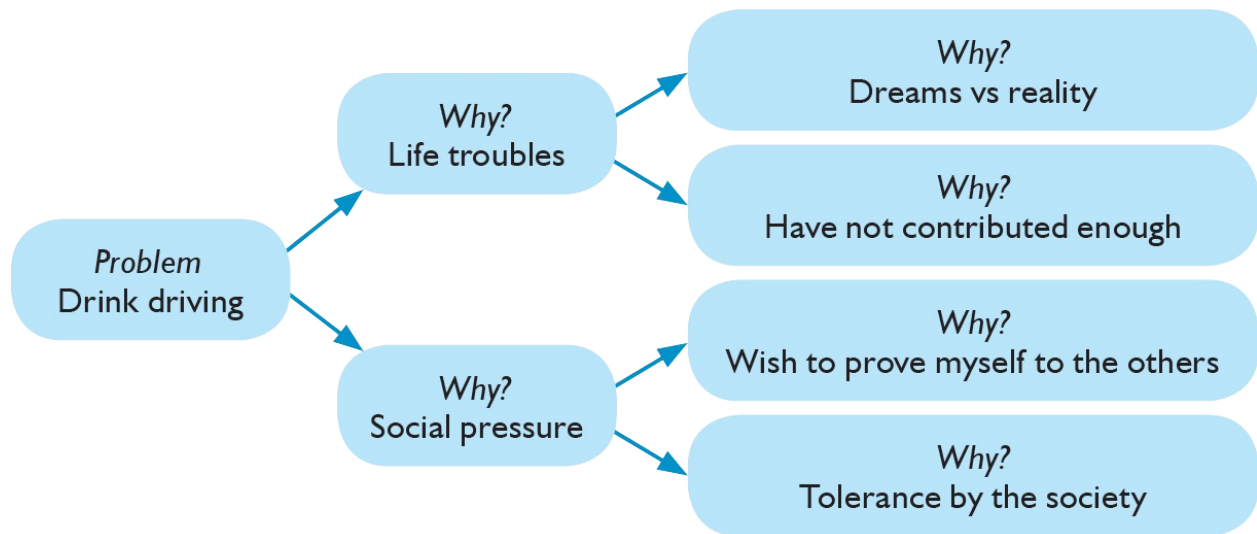 Problem
Drink driving
Why?
Life troubles
Why?
Social pressure
Why?
Dreams vs reality
Why?
Have not contributed enough
Why?
Wish to prove myself to the others
Why?
Tolerance by the society